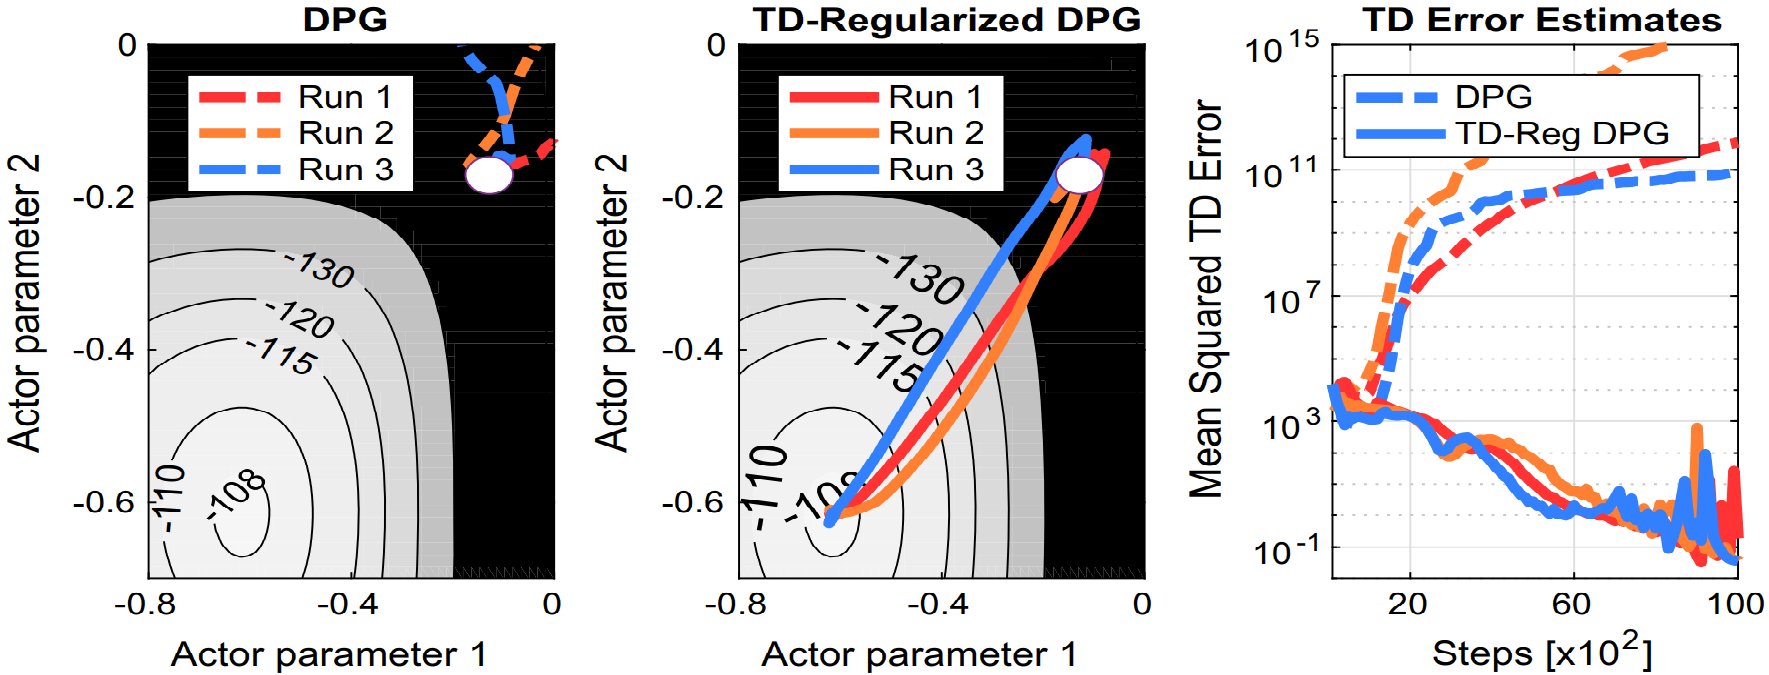 DPG
Actor parameter 2
0
-0.2
-0.4
-0.6
Run 1
Run 2
Run 3
-130
-120
-115
-110
-108
-0.8
-0.4
0
Actor parameter 1
TD-Regularized DPG
Actor parameter 2
0
-0.2
-0.4
-0.6
Run 1
Run 2
Run 3
-130
-120
-115
-110
-108
-0.8
-0.4
0
Actor parameter 1
TD Error Estimates
Mean Squared TD Error
10^15
10^11
10^7
10^3
10^-1
DPG
TD-Reg DPG
20
60
100
Steps [x10^2]